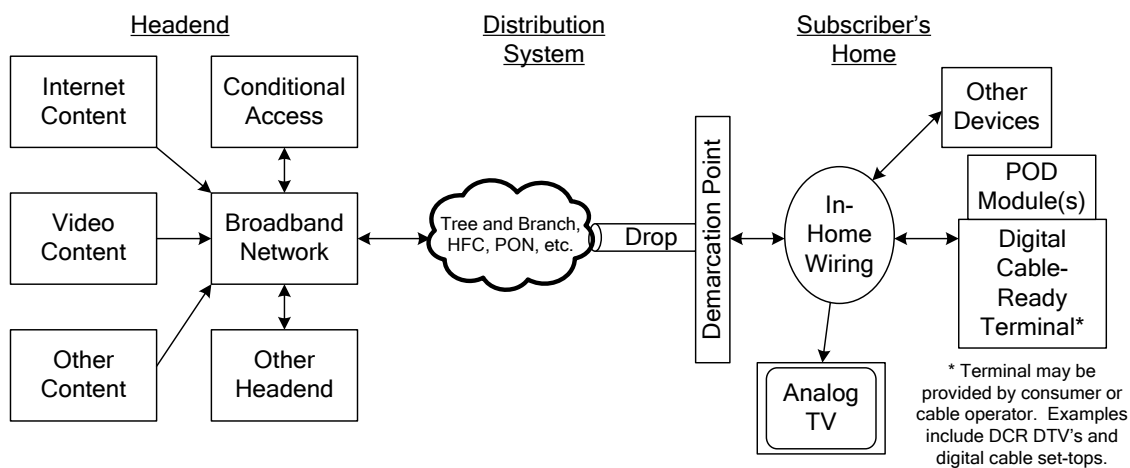 Headend
Distribution
System
Subscriber's
Home
Internet
Content
Conditional
Access
Other
Devices
Video
Content
Broadband
Network
Tree and Branch,
HFC, PON, etc.
Drop
Demarcation Point
In-
Home
Wiring
POD
Module(s)
Digital
Cable-
Ready
Terminal*
Other
Content
Other
Headend
Analog
TV
* Terminal may be
provided by consumer or
cable operator. Examples
include DCR DTV's and
digital cable set-tops.